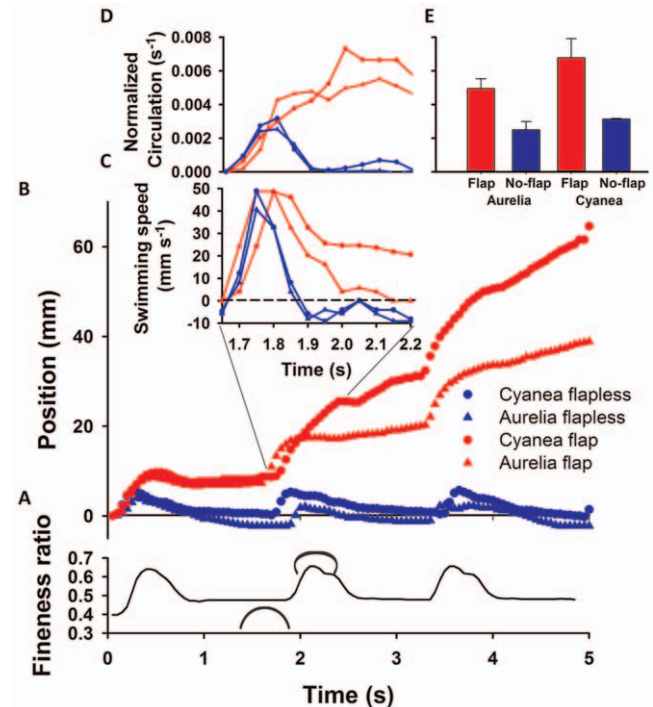 D
E
Normalized
Circulation (s⁻¹)
0.008
0.006
0.004
0.002
0.000
Flap No-flap Flap No-flap
Aurelia Cyanea
C
Swimming speed
(mm s⁻¹)
50
40
30
20
10
0
-10
1.7 1.8 1.9 2.0 2.1 2.2
Time (s)
B
Position (mm)
60
40
20
0
Cyanea flapless
Aurelia flapless
Cyanea flap
Aurelia flap
A
Fineness ratio
0.7
0.6
0.5
0.4
0.3
0 1 2 3 4 5
Time (s)